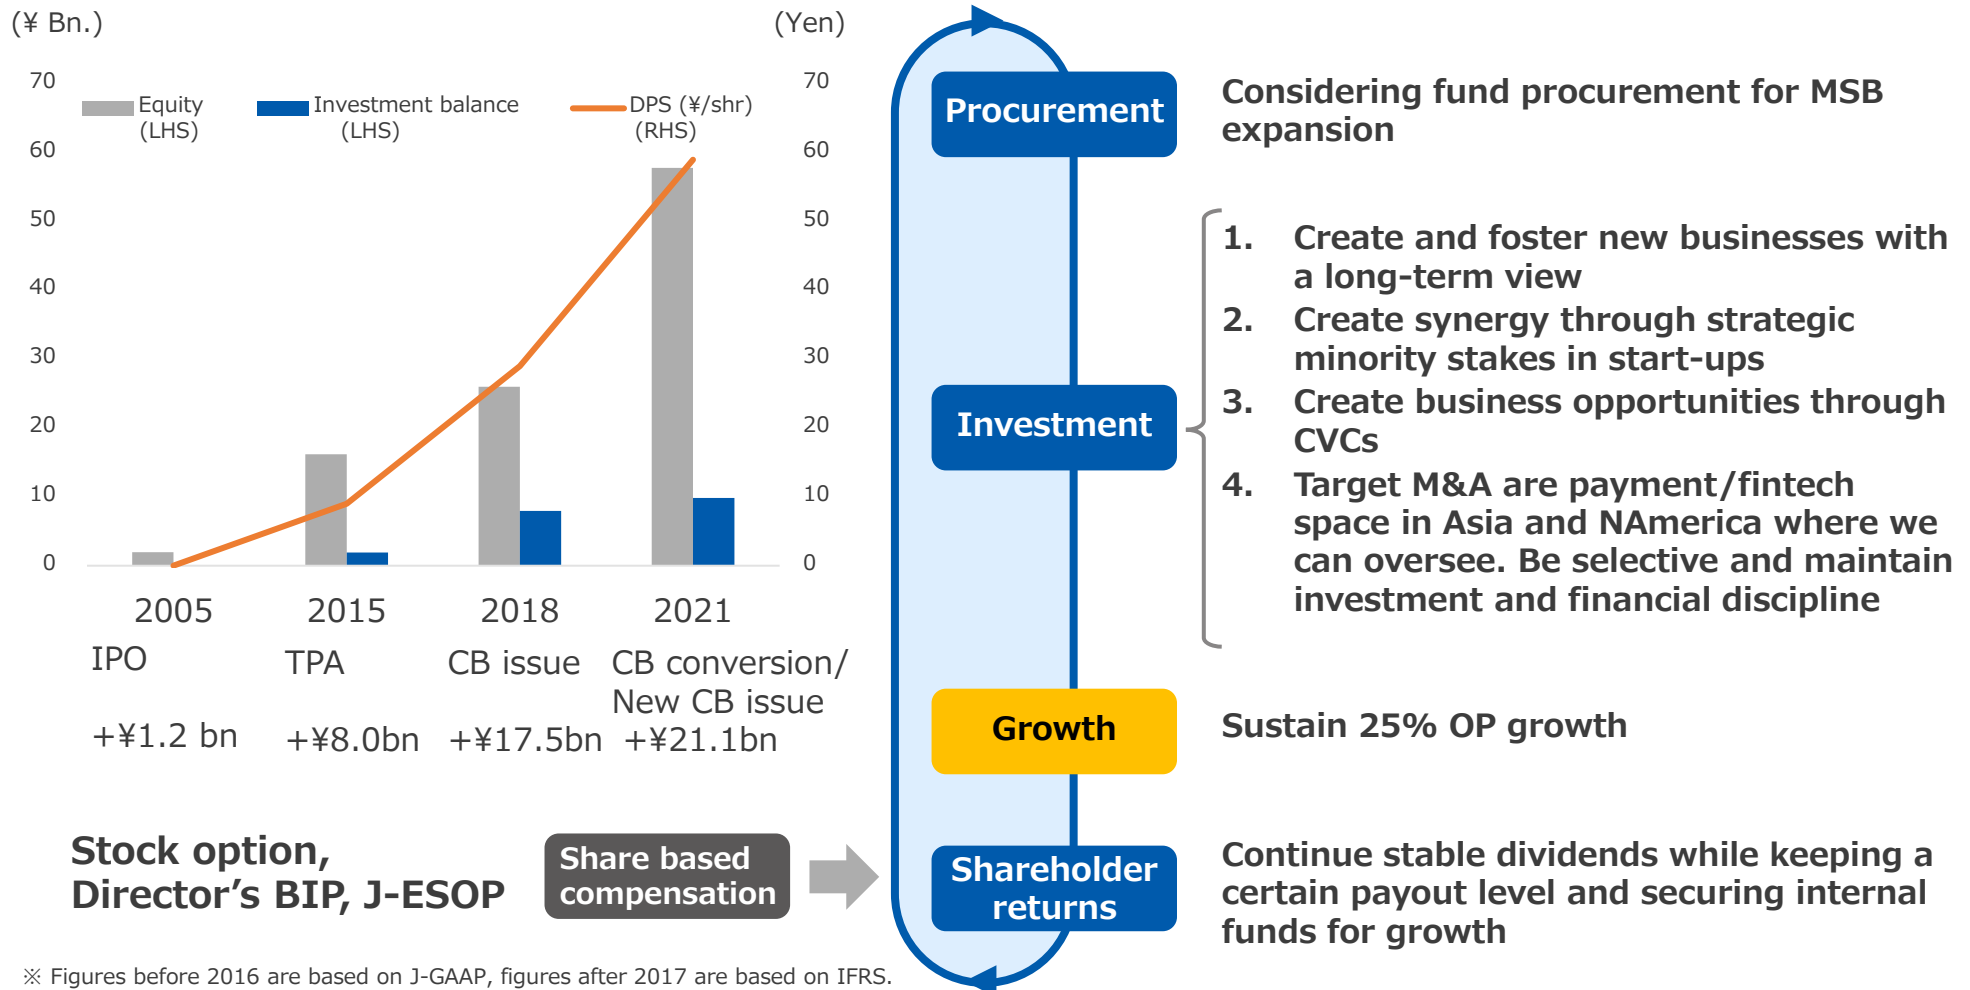 (¥ Bn.)
(Yen)
70
60
50
40
30
20
10
0
Equity
(LHS)
Investment balance
(LHS)
DPS (¥/shr)
(RHS)
70
60
50
40
30
20
10
0
2005
2015
2018
2021
IPO
TPA
CB issue
CB conversion/
New CB issue
+¥1.2 bn
+¥8.0bn
+¥17.5bn
+¥21.1bn
Stock option,
Director’s BIP, J-ESOP
Share based
compensation
※ Figures before 2016 are based on J-GAAP, figures after 2017 are based on IFRS.
Procurement
Considering fund procurement for MSB
expansion
Investment
1. Create and foster new businesses with
a long-term view
2. Create synergy through strategic
minority stakes in start-ups
3. Create business opportunities through
CVCs
4. Target M&A are payment/fintech
space in Asia and NAmerica where we
can oversee. Be selective and maintain
investment and financial discipline
Growth
Sustain 25% OP growth
Shareholder
returns
Continue stable dividends while keeping a
certain payout level and securing internal
funds for growth